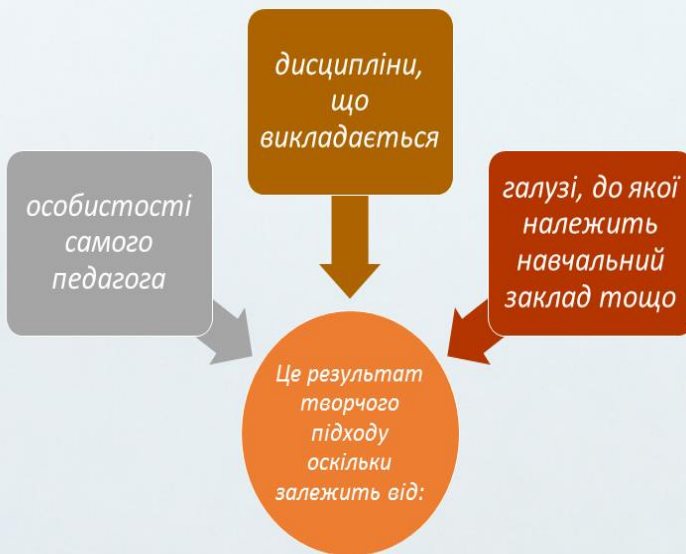 дисципліни,
що
викладається
особистості
самого
педагога
галузі, до якої
належить
навчальний
заклад тощо
Це результат
творчого
підходу
оскільки
залежить від: